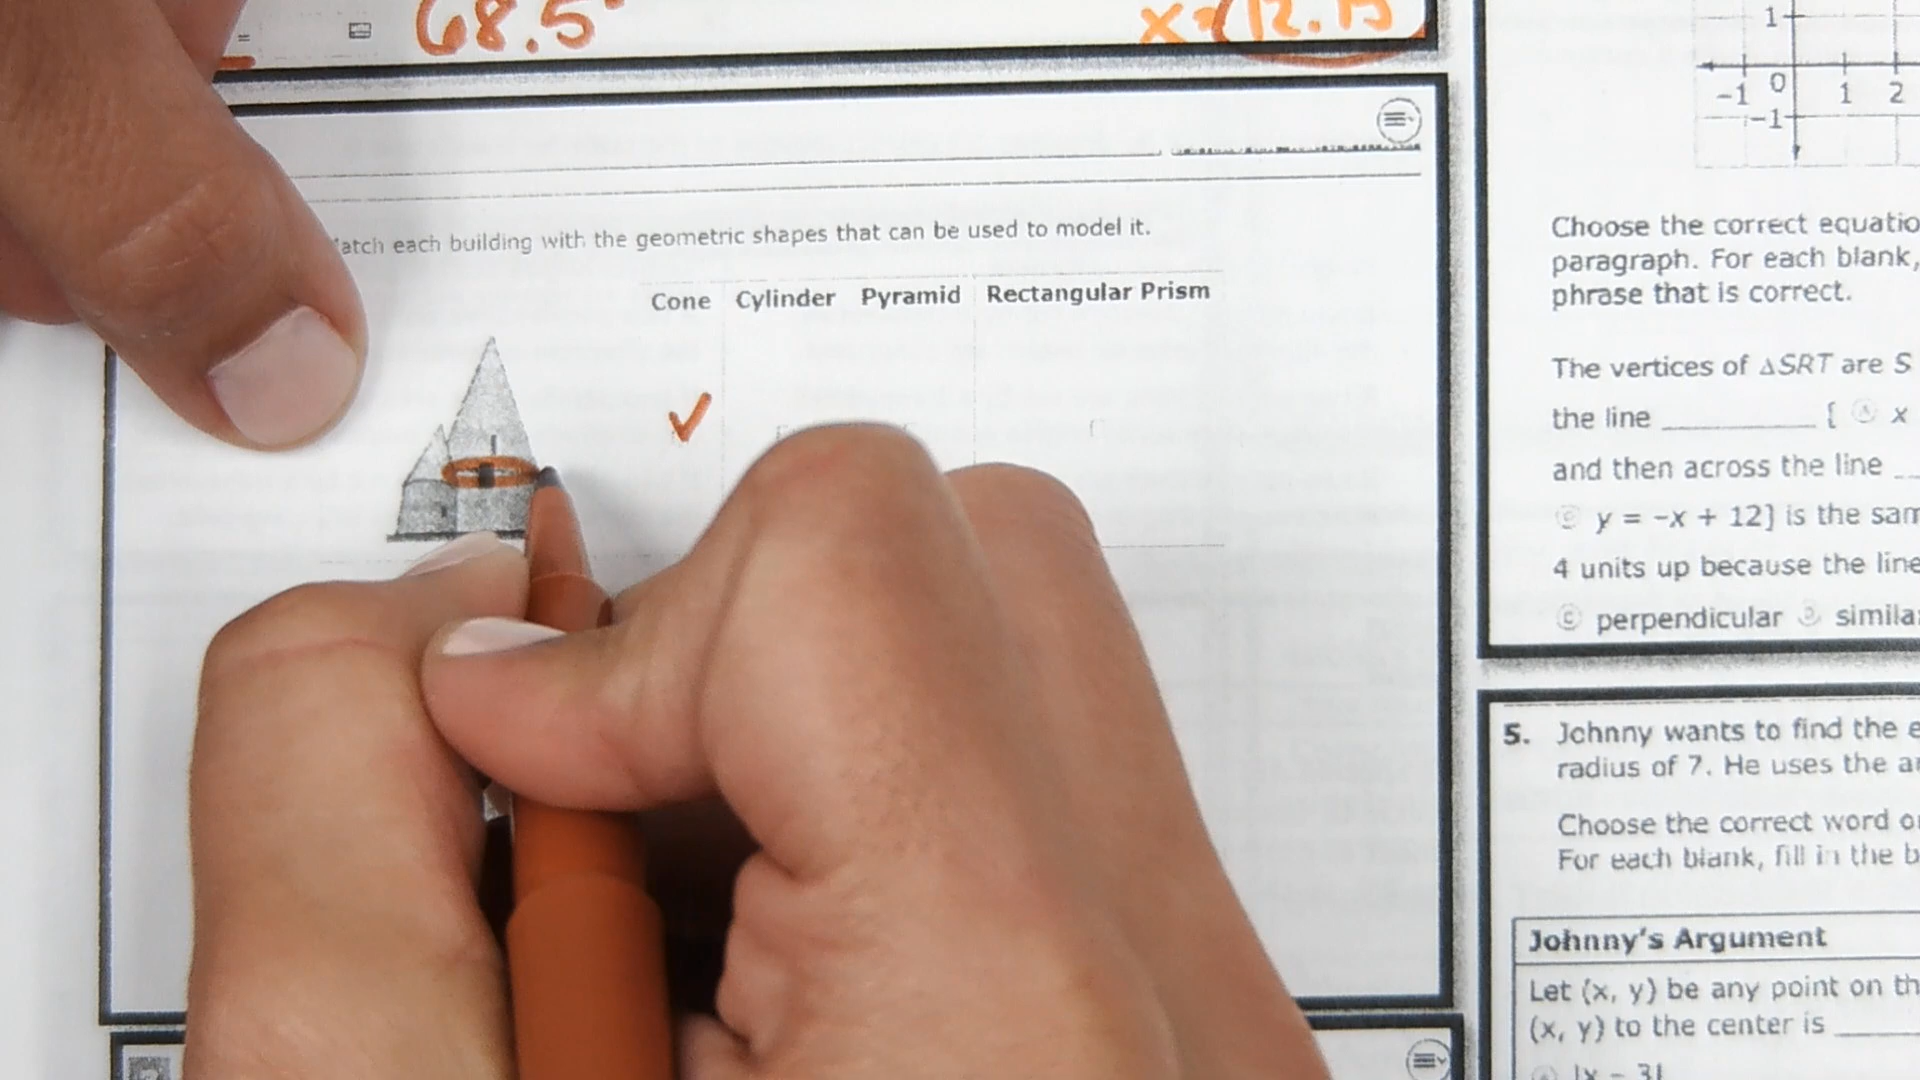 = 68.5°
1
-1 0 1 2
-1
atch each building with the geometric shapes that can be used to model it.
Cone Cylinder Pyramid Rectangular Prism
✓
Choose the correct equatio
paragraph. For each blank,
phrase that is correct.
The vertices of △SRT are S
the line ________ [ Ⓐ x
and then across the line
Ⓒ y = -x + 12] is the sam
4 units up because the line
Ⓒ perpendicular simila
5. Johnny wants to find the e
radius of 7. He uses the a
Choose the correct word o
For each blank, fill in the b
Johnny's Argument
Let (x, y) be any point on th
(x, y) to the center is
|x - 3|